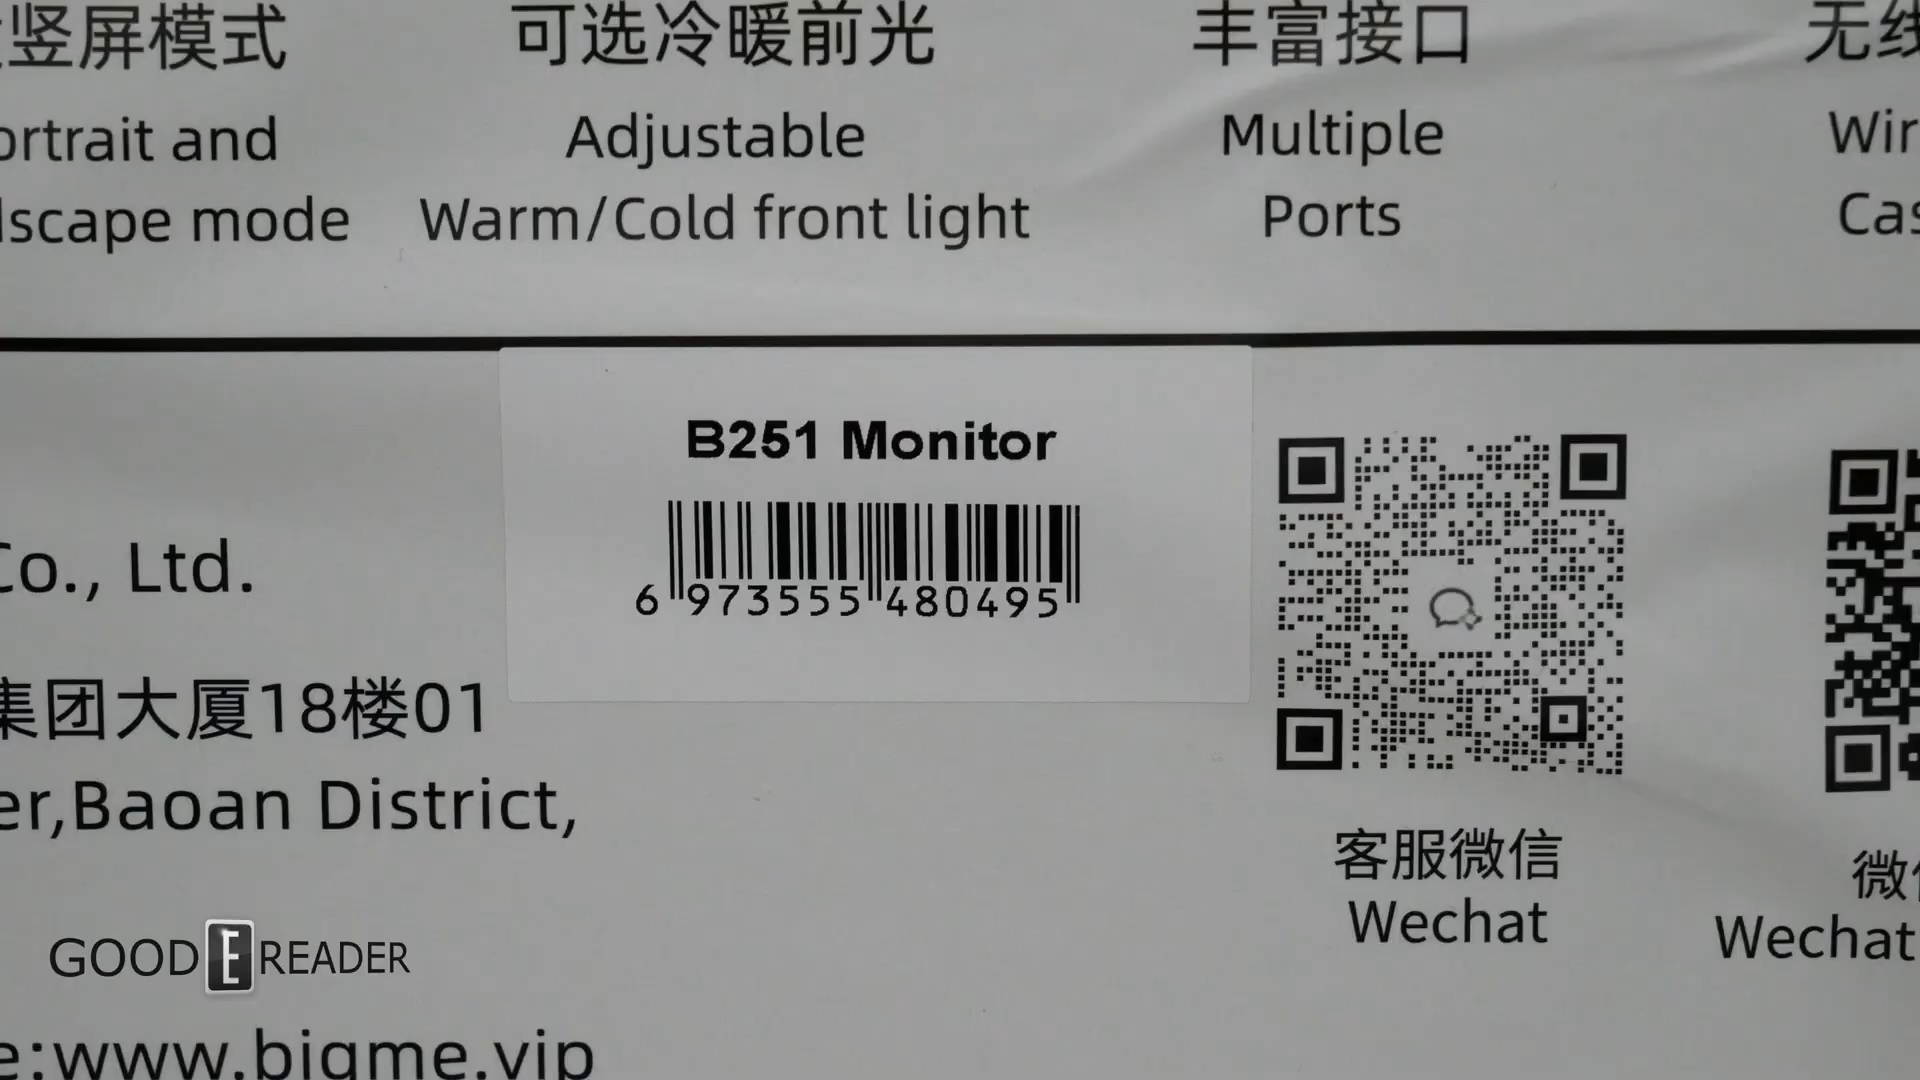 竖屏模式
可选冷暖前光
丰富接口
无线
ortrait and
Adjustable
Multiple
Wir
dscape mode
Warm/Cold front light
Ports
Cas
B251 Monitor
6 973555 480495
Co., Ltd.
集团大厦18楼01
er,Baoan District,
客服微信
Wechat
微信
Wechat
GOOD E READER
e:www.bigme.vip